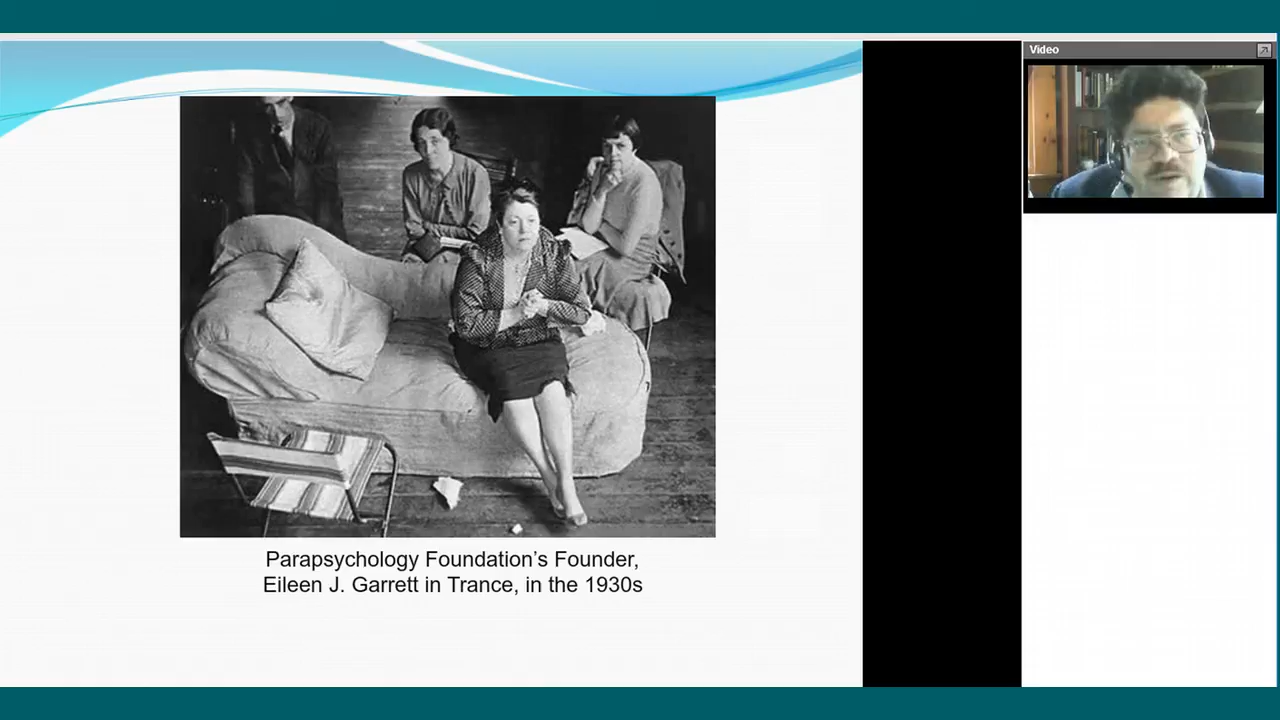 Video
Parapsychology Foundation’s Founder,
Eileen J. Garrett in Trance, in the 1930s